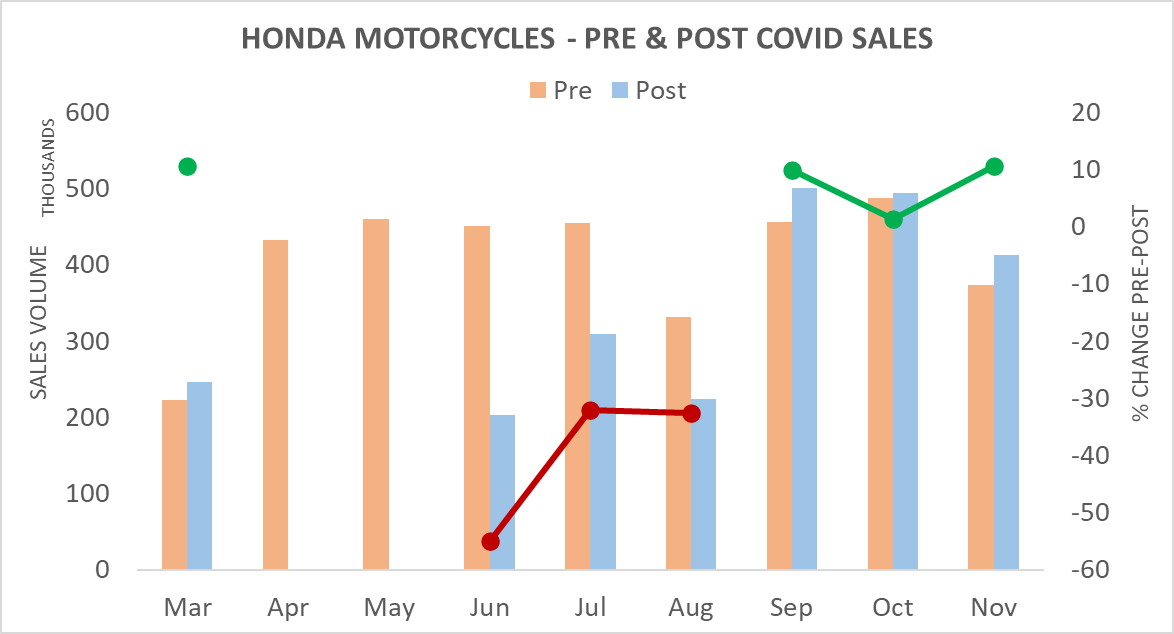 HONDA MOTORCYCLES - PRE & POST COVID SALES
Pre Post
THOUSANDS
SALES VOLUME
600
500
400
300
200
100
0
20
10
0
-10
-20
-30
-40
-50
-60
% CHANGE PRE-POST
Mar Apr May Jun Jul Aug Sep Oct Nov